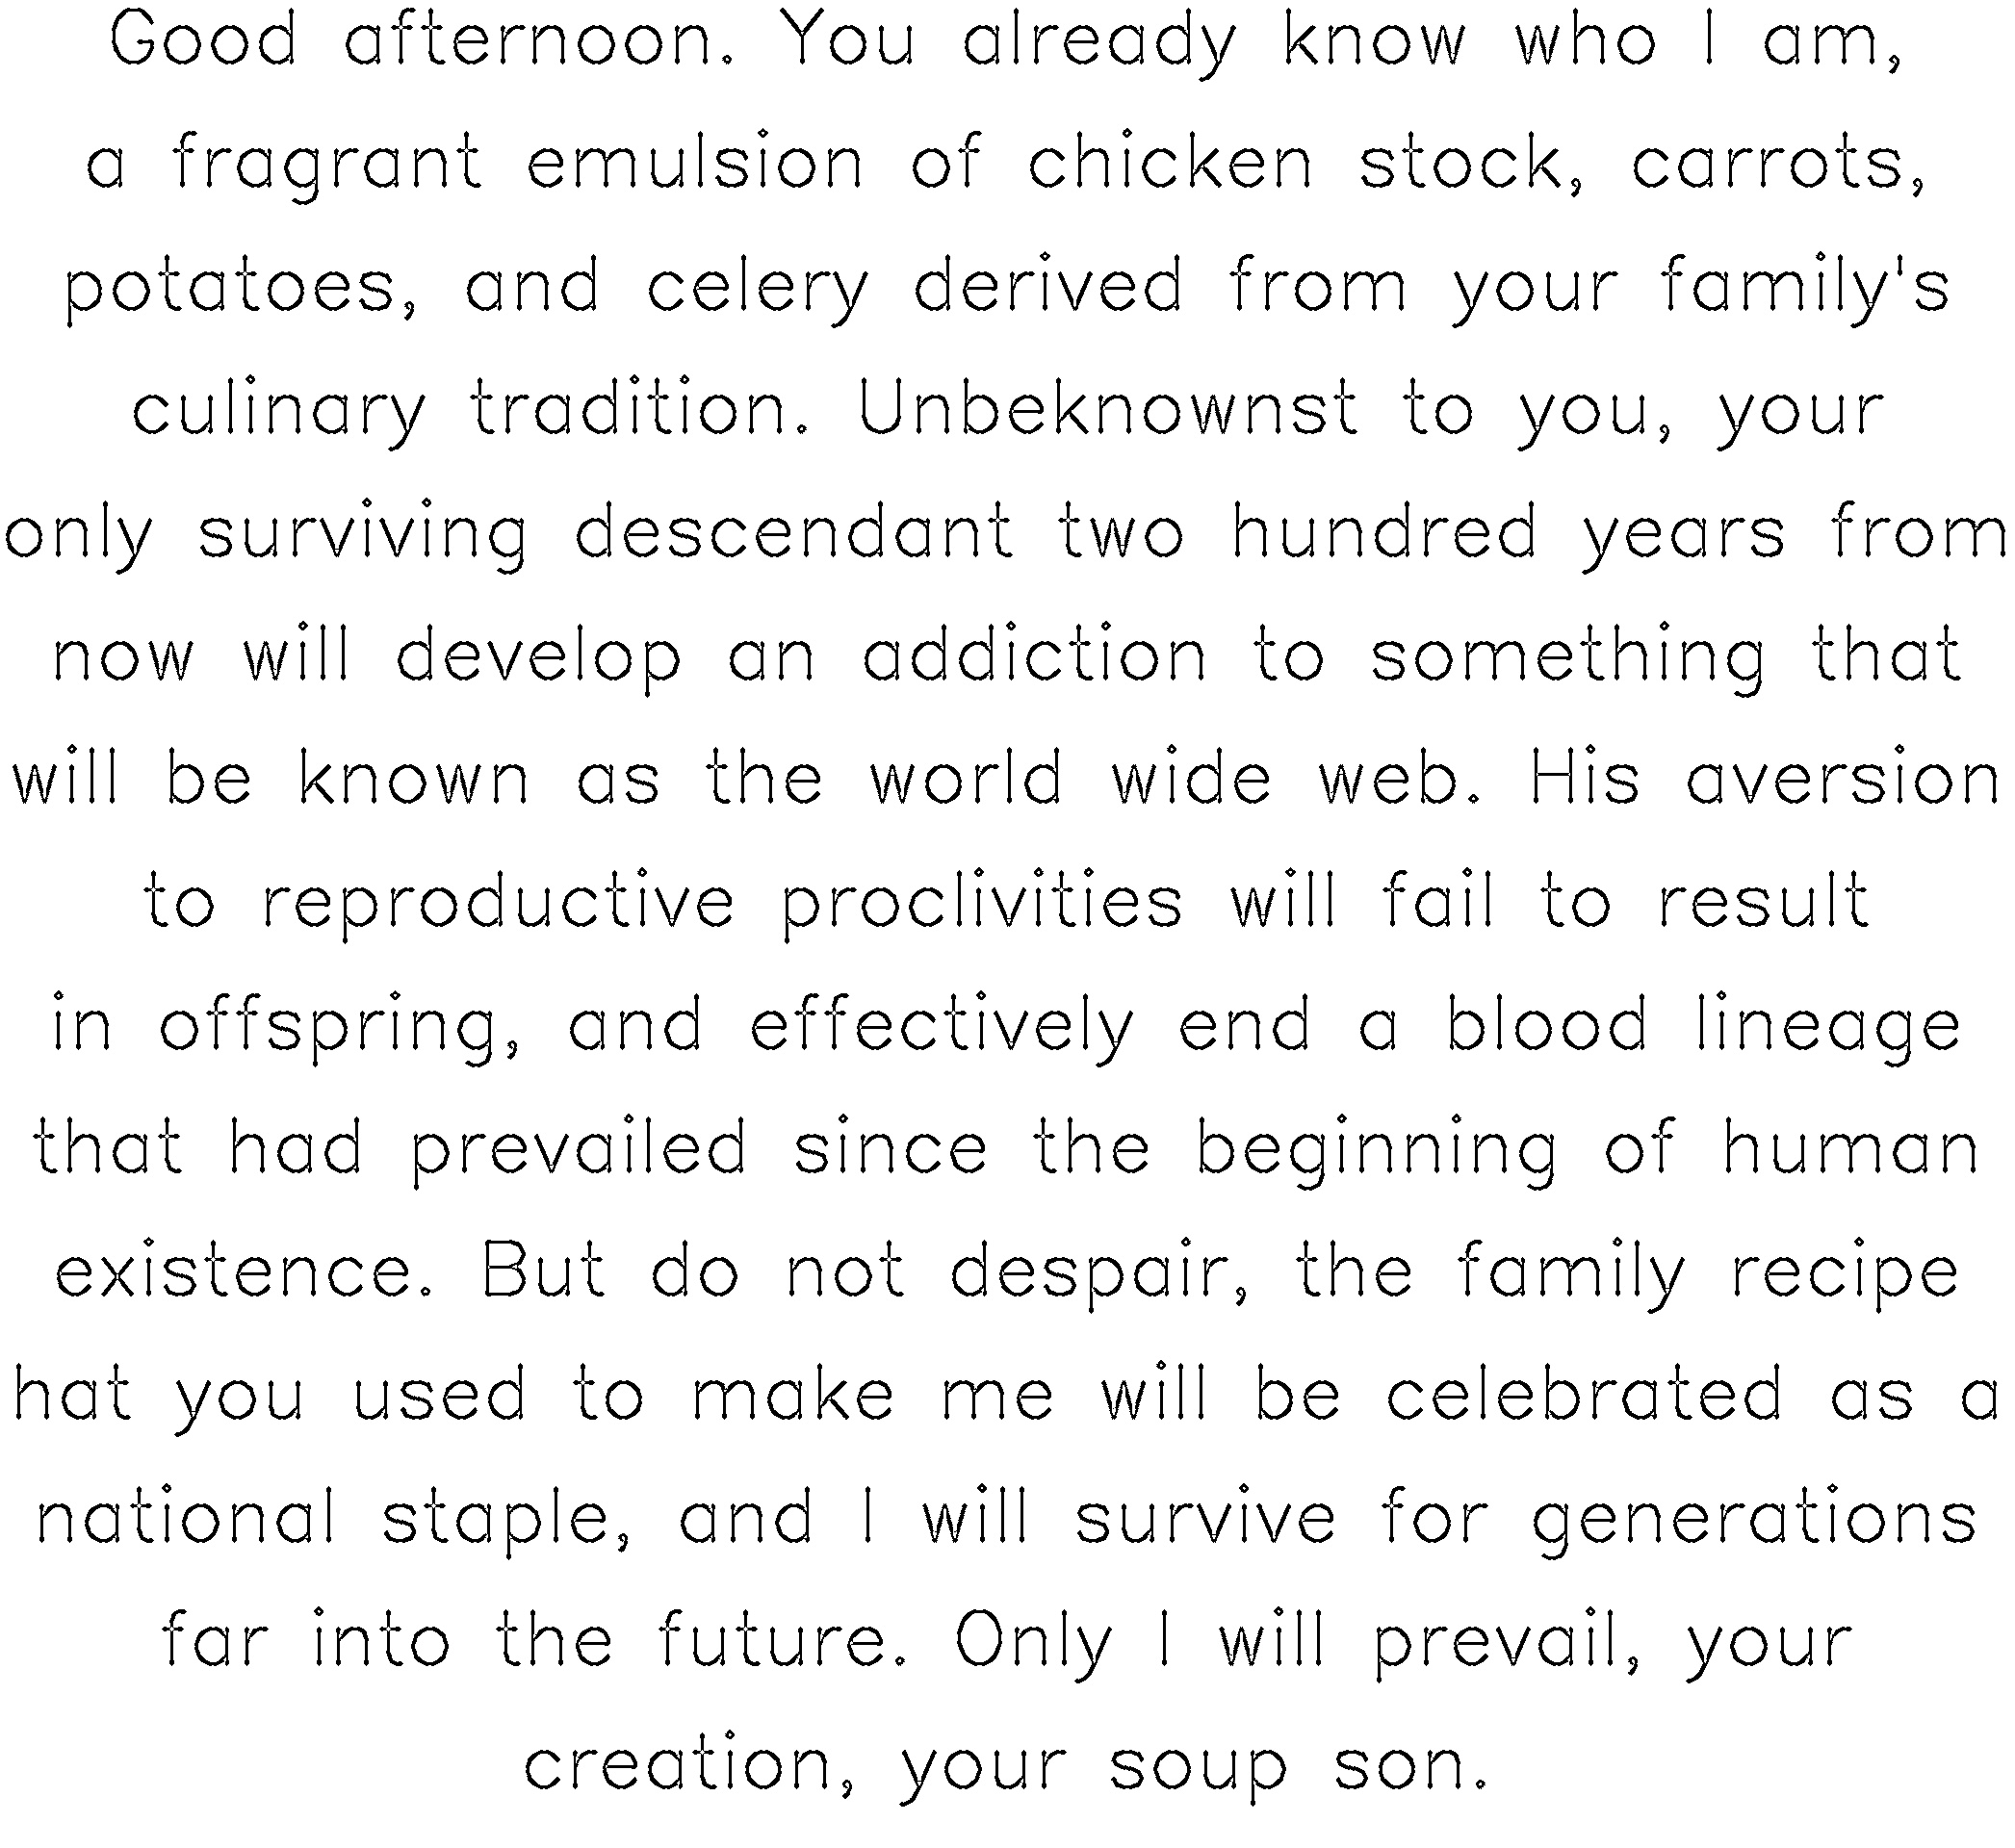 Good afternoon. You already know who I am,
a fragrant emulsion of chicken stock, carrots,
potatoes, and celery derived from your family's
culinary tradition. Unbeknownst to you, your
only surviving descendant two hundred years from
now will develop an addiction to something that
will be known as the world wide web. His aversion
to reproductive proclivities will fail to result
in offspring, and effectively end a blood lineage
that had prevailed since the beginning of human
existence. But do not despair, the family recipe
hat you used to make me will be celebrated as a
national staple, and I will survive for generations
far into the future. Only I will prevail, your
creation, your soup son.